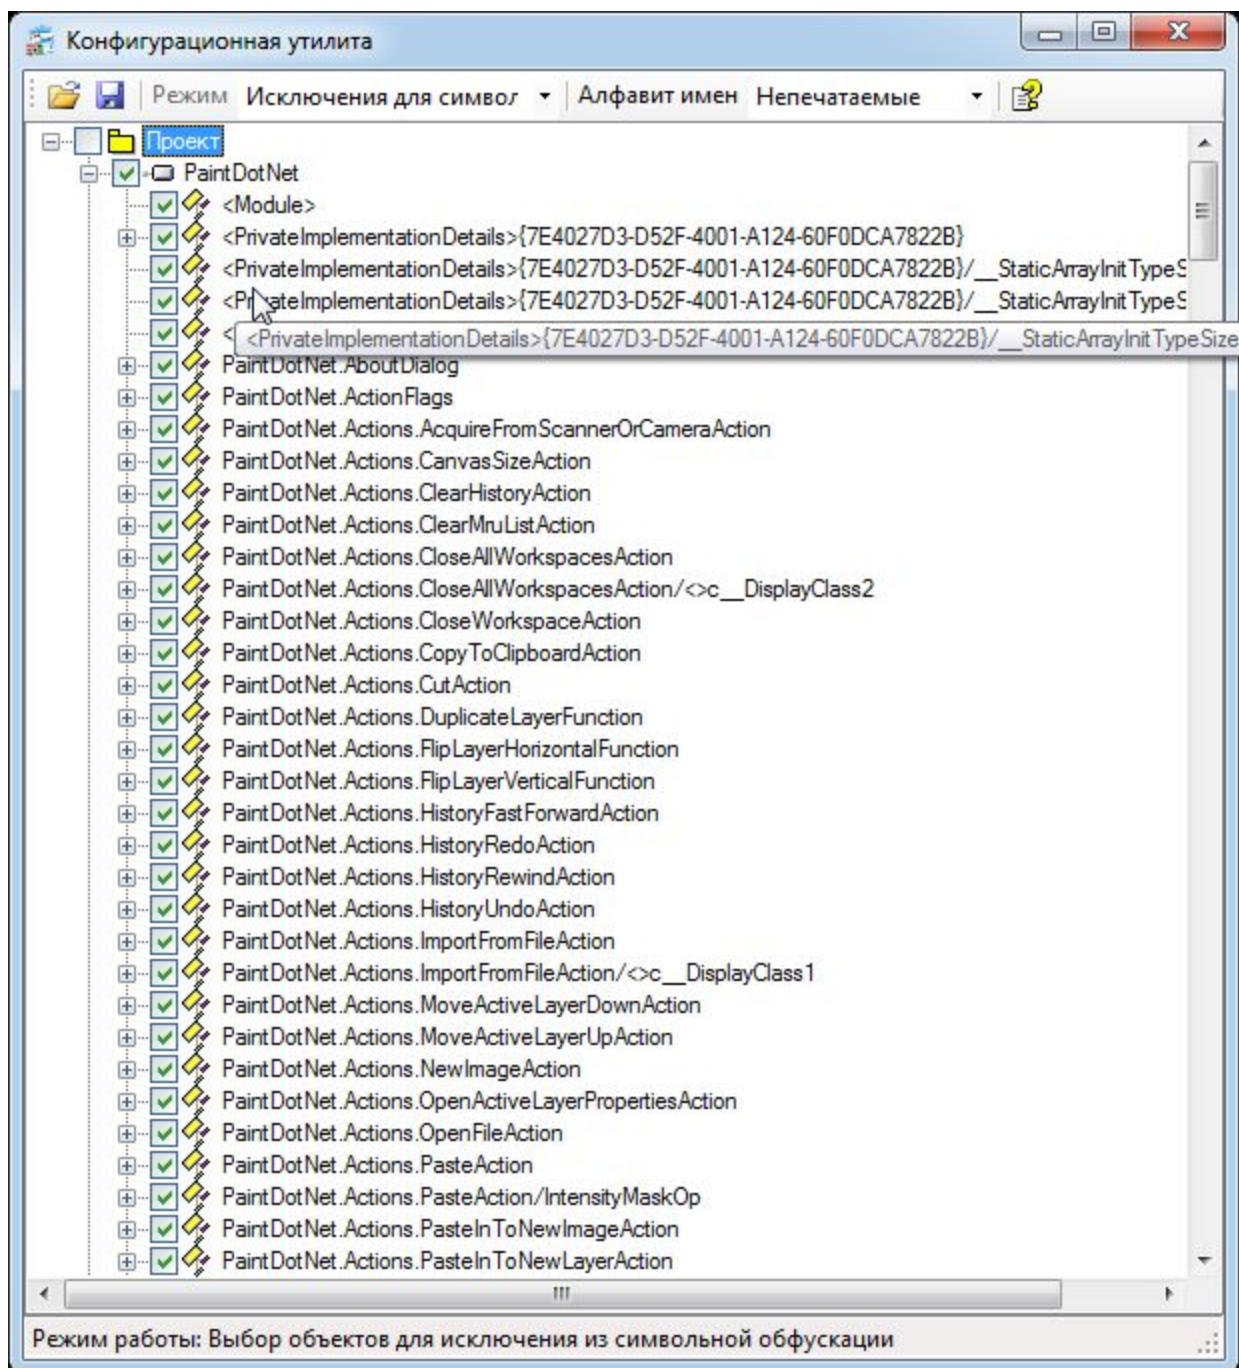 Конфигурационная утилита
Режим Исключения для символ Алфавит имен Непечатаемые
Проект
PaintDotNet
<Module>
<PrivateImplementationDetails>{7E4027D3-D52F-4001-A124-60F0DCA7822B}
<PrivateImplementationDetails>{7E4027D3-D52F-4001-A124-60F0DCA7822B}/__StaticArrayInitTypeS
<PrivateImplementationDetails>{7E4027D3-D52F-4001-A124-60F0DCA7822B}/__StaticArrayInitTypeS
<PrivateImplementationDetails>{7E4027D3-D52F-4001-A124-60F0DCA7822B}/__StaticArrayInitTypeSize
PaintDotNet.AboutDialog
PaintDotNet.ActionFlags
PaintDotNet.Actions.AcquireFromScannerOrCameraAction
PaintDotNet.Actions.CanvasSizeAction
PaintDotNet.Actions.ClearHistoryAction
PaintDotNet.Actions.ClearMruListAction
PaintDotNet.Actions.CloseAllWorkspacesAction
PaintDotNet.Actions.CloseAllWorkspacesAction/<>c__DisplayClass2
PaintDotNet.Actions.CloseWorkspaceAction
PaintDotNet.Actions.CopyToClipboardAction
PaintDotNet.Actions.CutAction
PaintDotNet.Actions.DuplicateLayerFunction
PaintDotNet.Actions.FlipLayerHorizontalFunction
PaintDotNet.Actions.FlipLayerVerticalFunction
PaintDotNet.Actions.HistoryFastForwardAction
PaintDotNet.Actions.HistoryRedoAction
PaintDotNet.Actions.HistoryRewindAction
PaintDotNet.Actions.HistoryUndoAction
PaintDotNet.Actions.ImportFromFileAction
PaintDotNet.Actions.ImportFromFileAction/<>c__DisplayClass1
PaintDotNet.Actions.MoveActiveLayerDownAction
PaintDotNet.Actions.MoveActiveLayerUpAction
PaintDotNet.Actions.NewImageAction
PaintDotNet.Actions.OpenActiveLayerPropertiesAction
PaintDotNet.Actions.OpenFileAction
PaintDotNet.Actions.PasteAction
PaintDotNet.Actions.PasteAction/IntensityMaskOp
PaintDotNet.Actions.PasteInToNewImageAction
PaintDotNet.Actions.PasteInToNewLayerAction
Режим работы: Выбор объектов для исключения из символьной обфускации